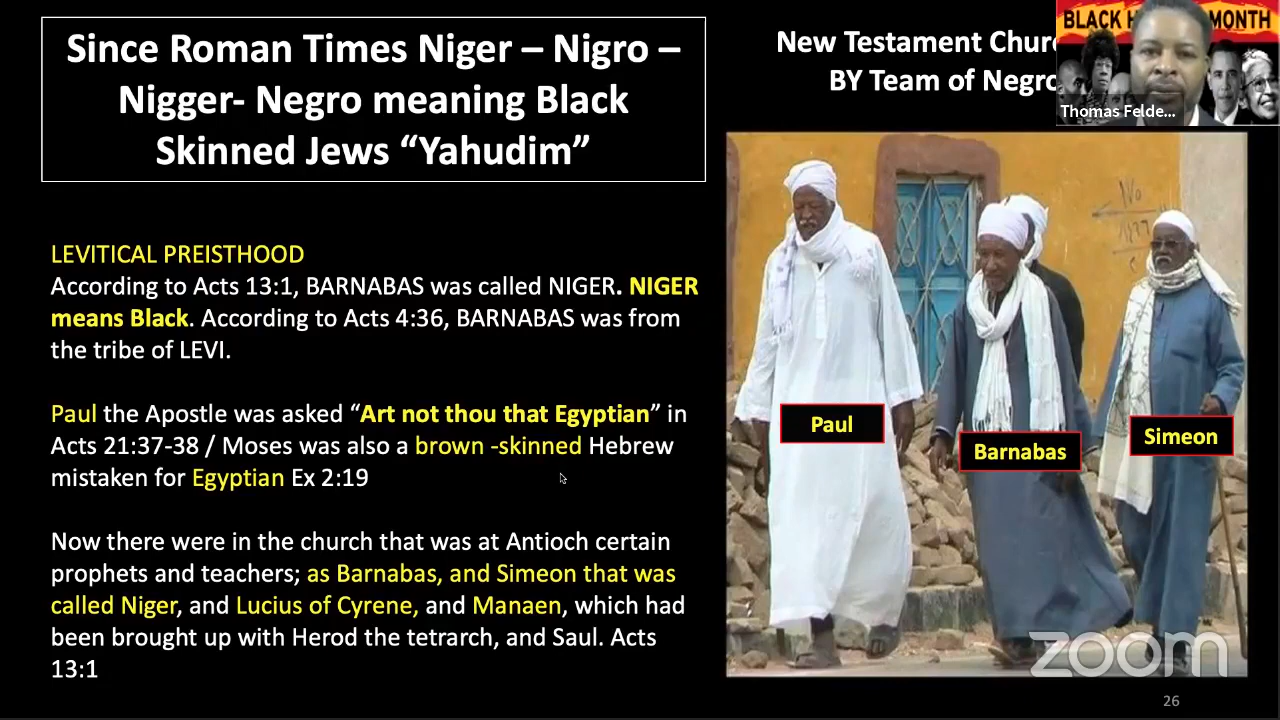 Since Roman Times Niger – Nigro –
Nigger- Negro meaning Black
Skinned Jews “Yahudim”
New Testament
BY Team of
BLACK
MONTH
Thomas Felde...
LEVITICAL PREISTHOOD
According to Acts 13:1, BARNABAS was called NIGER. NIGER
means Black. According to Acts 4:36, BARNABAS was from
the tribe of LEVI.
Paul the Apostle was asked “Art not thou that Egyptian” in
Acts 21:37-38 / Moses was also a brown -skinned Hebrew
mistaken for Egyptian Ex 2:19
Now there were in the church that was at Antioch certain
prophets and teachers; as Barnabas, and Simeon that was
called Niger, and Lucius of Cyrene, and Manaen, which had
been brought up with Herod the tetrarch, and Saul. Acts
13:1
Paul
Barnabas
Simeon
zoom
26